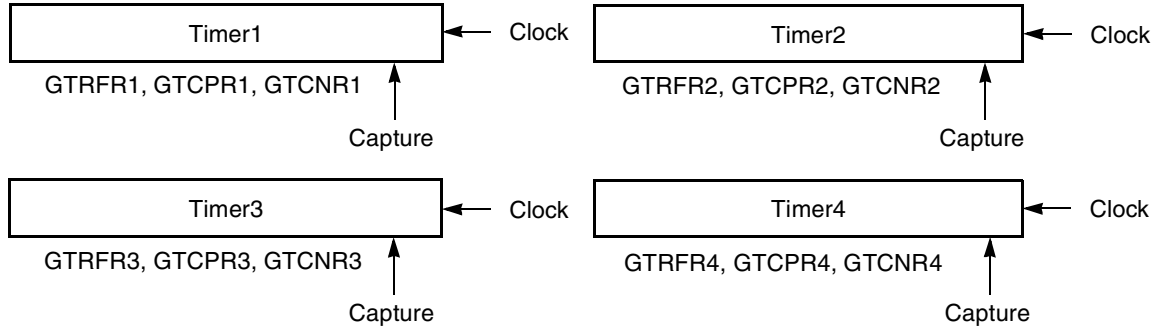 Timer1
Clock
GTRFR1, GTCPR1, GTCNR1
Capture
Timer2
Clock
GTRFR2, GTCPR2, GTCNR2
Capture
Timer3
Clock
GTRFR3, GTCPR3, GTCNR3
Capture
Timer4
Clock
GTRFR4, GTCPR4, GTCNR4
Capture